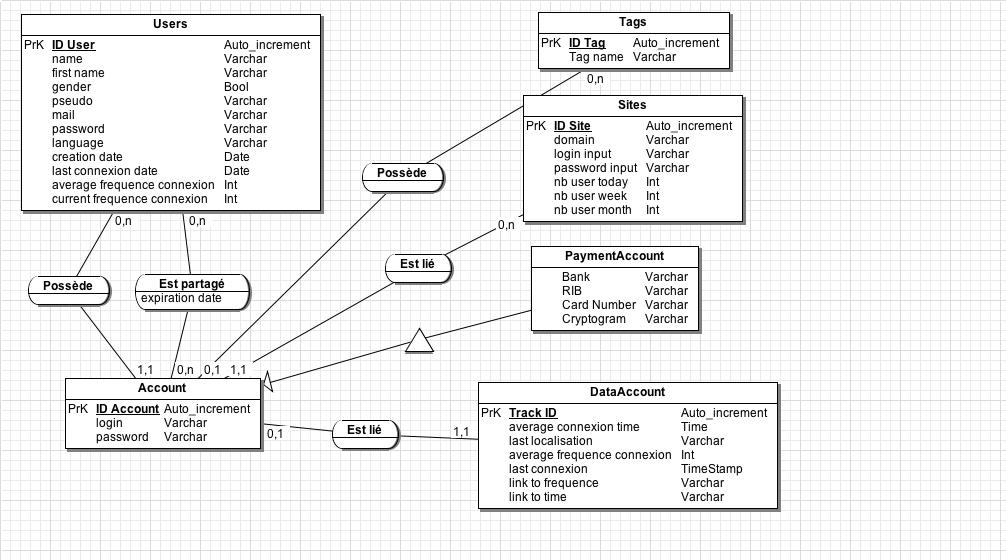 Users
PrK ID User Auto_increment
name Varchar
first name Varchar
gender Bool
pseudo Varchar
mail Varchar
password Varchar
language Varchar
creation date Date
last connexion date Date
average frequence connexion Int
current frequence connexion Int
Tags
PrK ID Tag Auto_increment
Tag name Varchar
0,n
Sites
PrK ID Site Auto_increment
domain Varchar
login input Varchar
password input Varchar
nb user today Int
nb user week Int
nb user month Int
Possède
0,n
0,n
0,n
Est lié
PaymentAccount
Bank Varchar
RIB Varchar
Card Number Varchar
Cryptogram Varchar
Possède
Est partagé
expiration date
1,1
0,n
0,1
1,1
Account
PrK ID Account Auto_increment
login Varchar
password Varchar
0,1
Est lié
1,1
DataAccount
PrK Track ID Auto_increment
average connexion time Time
last localisation Varchar
average frequence connexion Int
last connexion TimeStamp
link to frequence Varchar
link to time Varchar